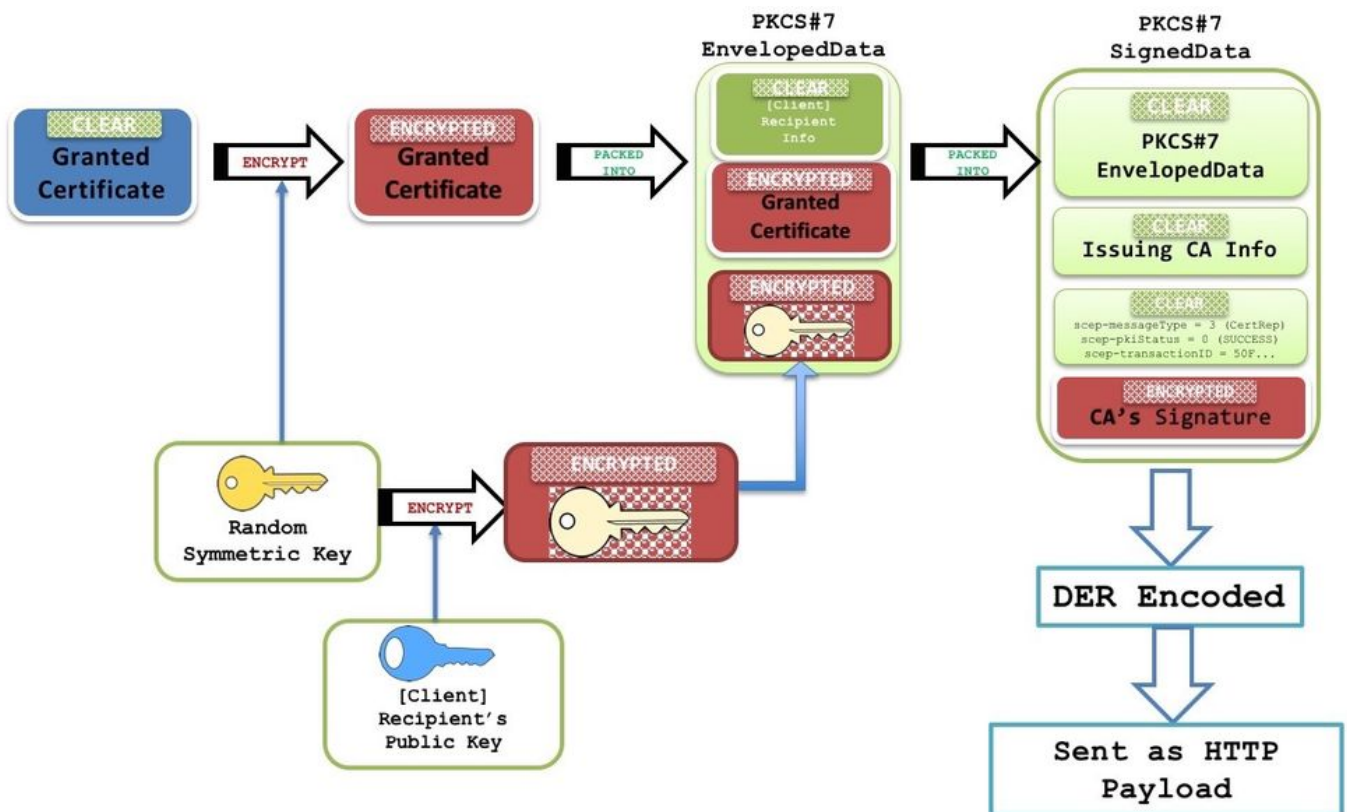 PKCS#7
EnvelopedData
PKCS#7
SignedData
CLEAR
Granted
Certificate
ENCRYPT
ENCRYPTED
Granted
Certificate
PACKED
INTO
CLEAR
[Client]
Recipient
Info
ENCRYPTED
Granted
Certificate
ENCRYPTED
PACKED
INTO
CLEAR
PKCS#7
EnvelopedData
CLEAR
Issuing CA Info
CLEAR
scep-messageType = 3 (CertRep)
scep-pkiStatus = 0 (SUCCESS)
scep-transactionID = 50F...
ENCRYPTED
CA's Signature
Random
Symmetric Key
ENCRYPT
ENCRYPTED
[Client]
Recipient's
Public Key
DER Encoded
Sent as HTTP
Payload